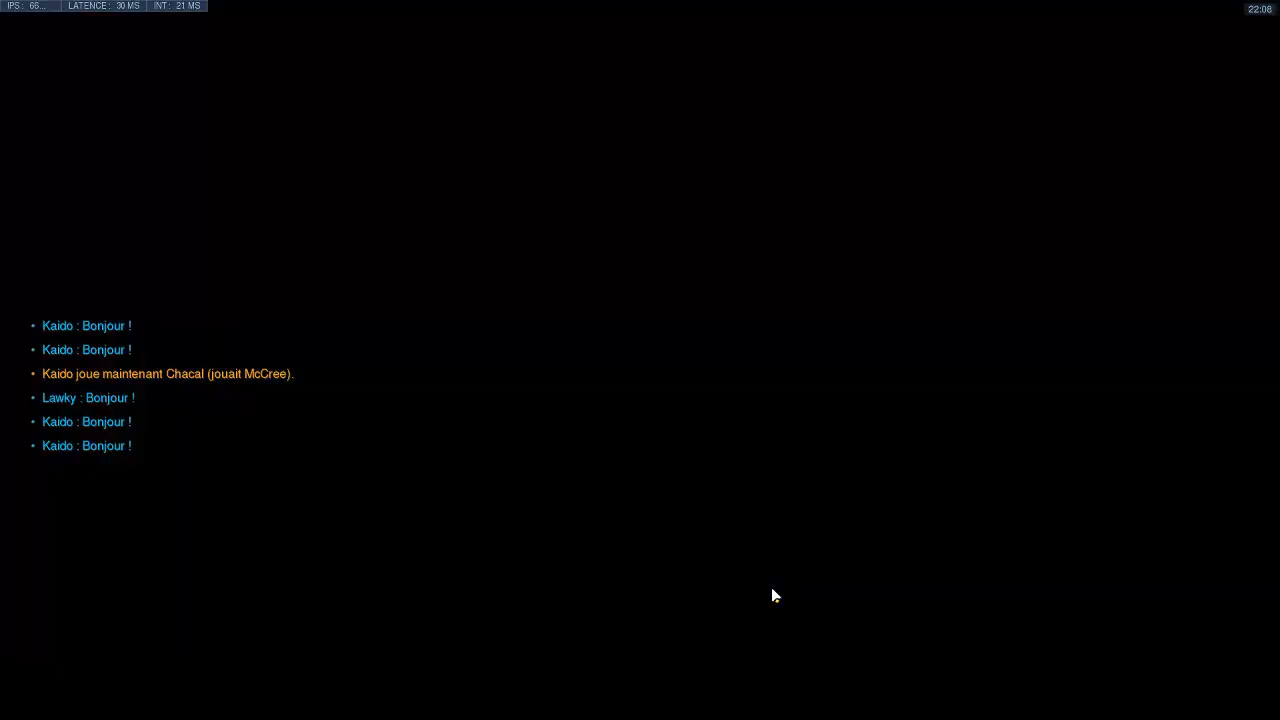 IPS : 66... LATENCE : 30 MS INT : 21 MS
22:08
• Kaido : Bonjour !
• Kaido : Bonjour !
• Kaido joue maintenant Chacal (jouait McCree).
• Lawky : Bonjour !
• Kaido : Bonjour !
• Kaido : Bonjour !